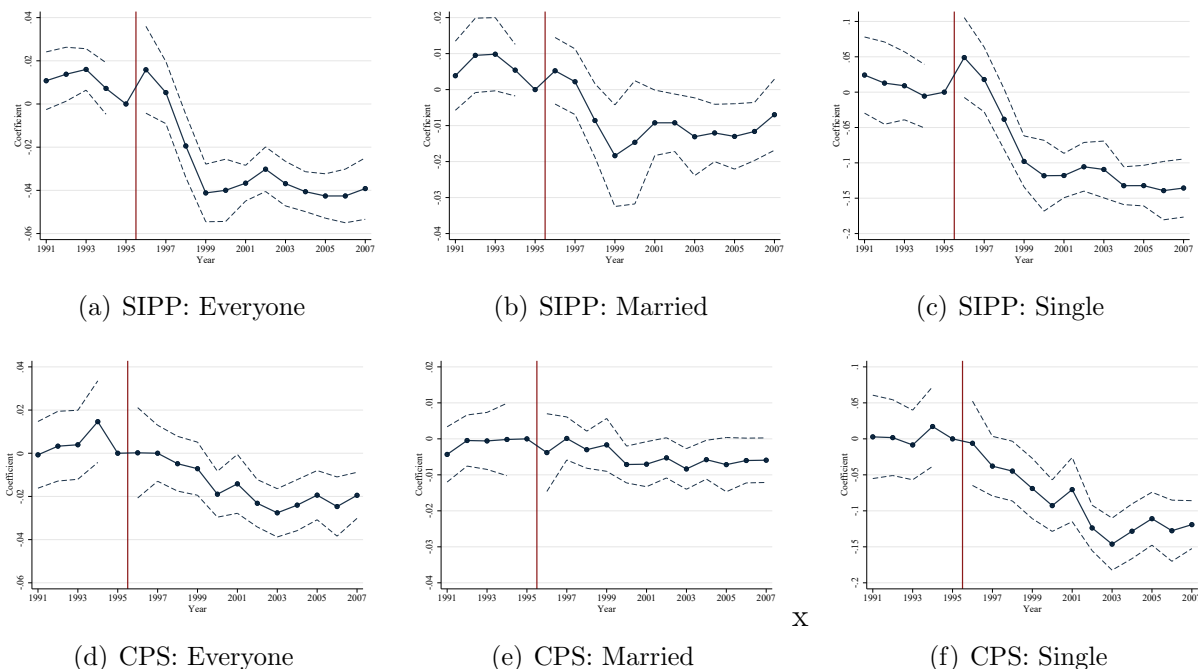 .04
.02
0
-.02
-.04
-.06
Coefficient
1991 1993 1995 1997 1999 2001 2003 2005 2007
Year
(a) SIPP: Everyone
.02
.01
0
-.01
-.02
-.03
-.04
Coefficient
1991 1993 1995 1997 1999 2001 2003 2005 2007
Year
(b) SIPP: Married
.1
.05
0
-.05
-.1
-.15
-.2
Coefficient
1991 1993 1995 1997 1999 2001 2003 2005 2007
Year
(c) SIPP: Single
.04
.02
0
-.02
-.04
-.06
Coefficient
1991 1993 1995 1997 1999 2001 2003 2005 2007
Year
(d) CPS: Everyone
.02
.01
0
-.01
-.02
-.03
-.04
Coefficient
1991 1993 1995 1997 1999 2001 2003 2005 2007
Year
x
(e) CPS: Married
.1
.05
0
-.05
-.1
-.15
-.2
Coefficient
1991 1993 1995 1997 1999 2001 2003 2005 2007
Year
(f) CPS: Single